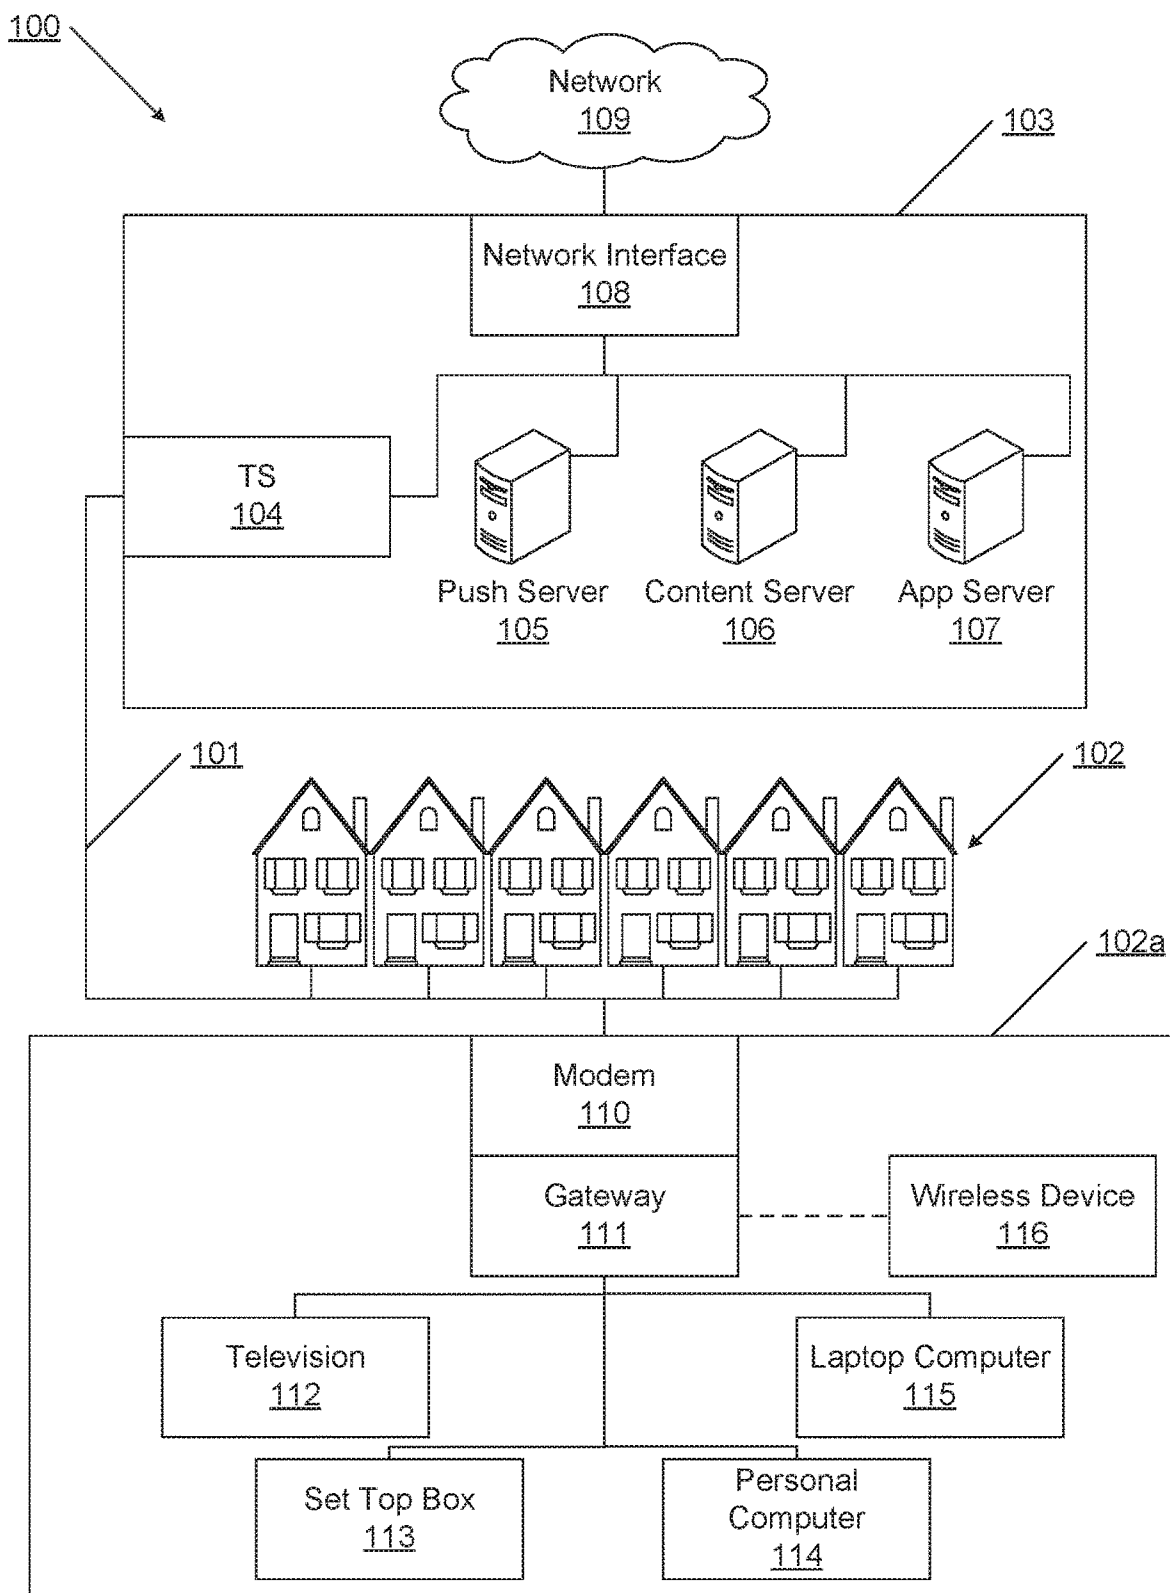 100
Network
109
103
Network Interface
108
TS
104
Push Server
105
Content Server
106
App Server
107
101
102
102a
Modem
110
Gateway
111
Wireless Device
116
Television
112
Laptop Computer
115
Set Top Box
113
Personal
Computer
114